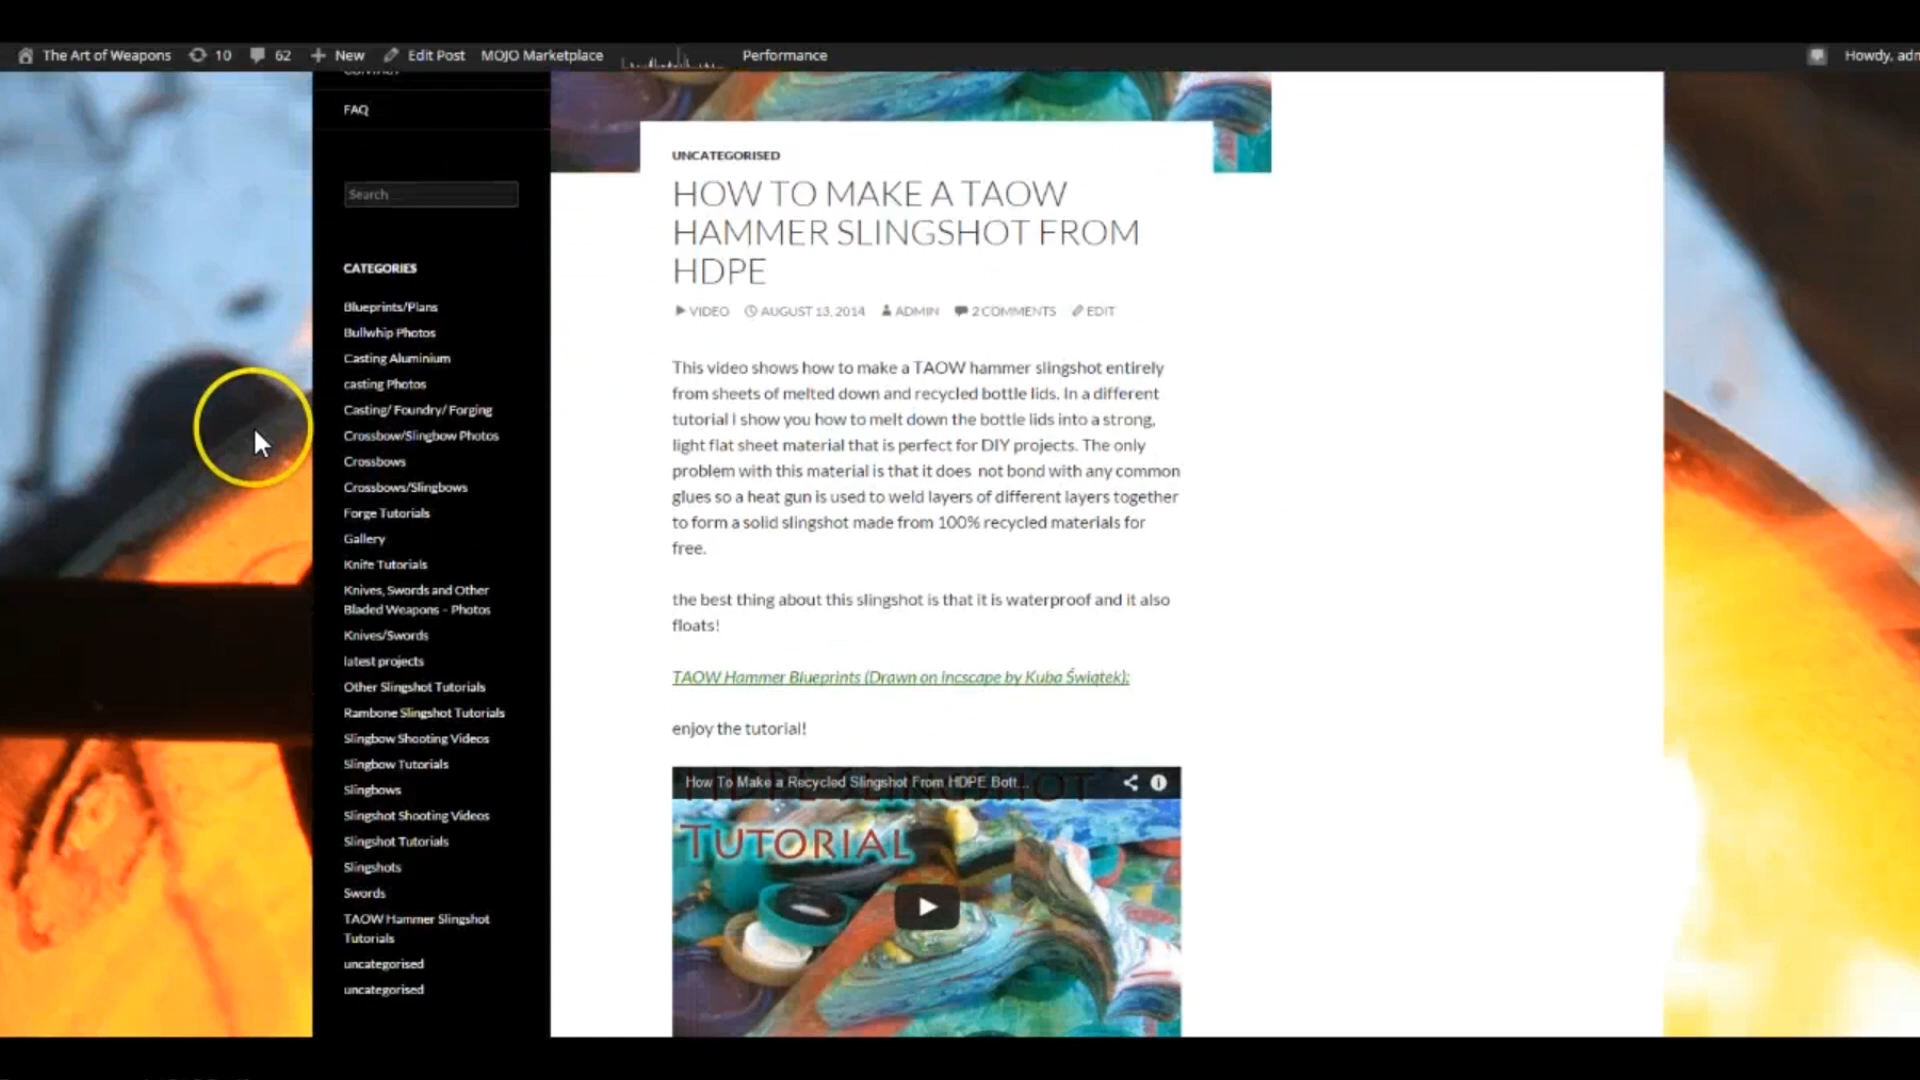 The Art of Weapons 10 62 New Edit Post MOJO Marketplace Performance Howdy,
FAQ
Search
CATEGORIES
Blueprints/Plans
Bullwhip Photos
Casting Aluminium
casting Photos
Casting/ Foundry/ Forging
Crossbow/Slingbow Photos
Crossbows
Crossbows/Slingbows
Forge Tutorials
Gallery
Knife Tutorials
Knives, Swords and Other
Bladed Weapons – Photos
Knives/Swords
latest projects
Other Slingshot Tutorials
Rambone Slingshot Tutorials
Slingbow Shooting Videos
Slingbow Tutorials
Slingbows
Slingshot Shooting Videos
Slingshot Tutorials
Slingshots
Swords
TAOW Hammer Slingshot
Tutorials
uncategorised
uncategorised
UNCATEGORISED
HOW TO MAKE A TAOW
HAMMER SLINGSHOT FROM
HDPE
VIDEO AUGUST 13, 2014 ADMIN 2 COMMENTS EDIT
This video shows how to make a TAOW hammer slingshot entirely
from sheets of melted down and recycled bottle lids. In a different
tutorial I show you how to melt down the bottle lids into a strong,
light flat sheet material that is perfect for DIY projects. The only
problem with this material is that it does not bond with any common
glues so a heat gun is used to weld layers of different layers together
to form a solid slingshot made from 100% recycled materials for
free.
the best thing about this slingshot is that it is waterproof and it also
floats!
TAOW Hammer Blueprints (Drawn on incscape by Kuba Świątek):
enjoy the tutorial!
How To Make a Recycled Slingshot From HDPE Bott...
HDPE SLINGSHOT
TUTORIAL